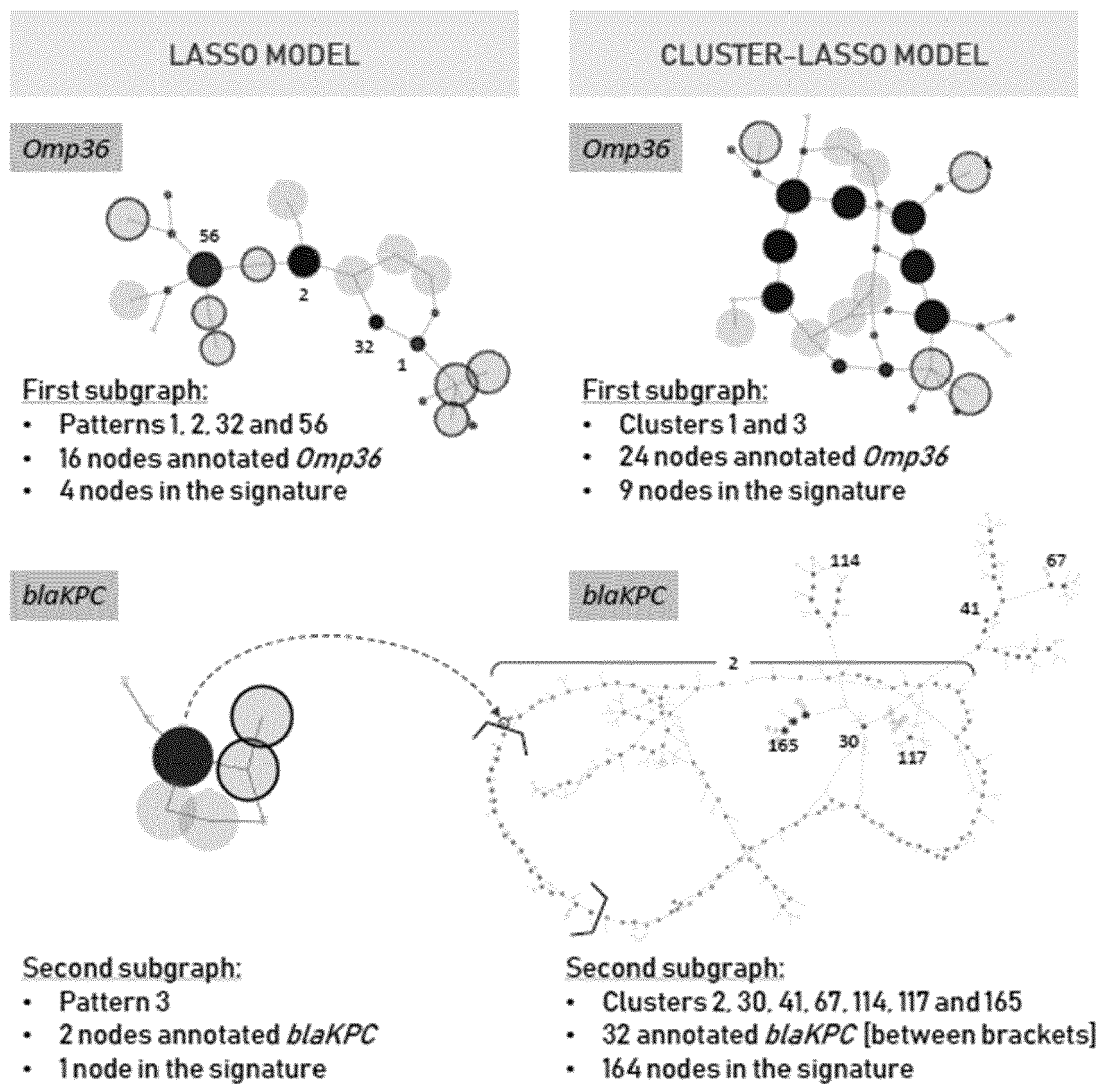 LASSO MODEL
CLUSTER-LASSO MODEL
Omp36
56
2
32
1
First subgraph:
• Patterns 1, 2, 32 and 56
• 16 nodes annotated Omp36
• 4 nodes in the signature
Omp36
First subgraph:
• Clusters 1 and 3
• 24 nodes annotated Omp36
• 9 nodes in the signature
blaKPC
Second subgraph:
• Pattern 3
• 2 nodes annotated blaKPC
• 1 node in the signature
blaKPC
114
67
41
2
165
30
117
Second subgraph:
• Clusters 2, 30, 41, 67, 114, 117 and 165
• 32 annotated blaKPC [between brackets]
• 164 nodes in the signature